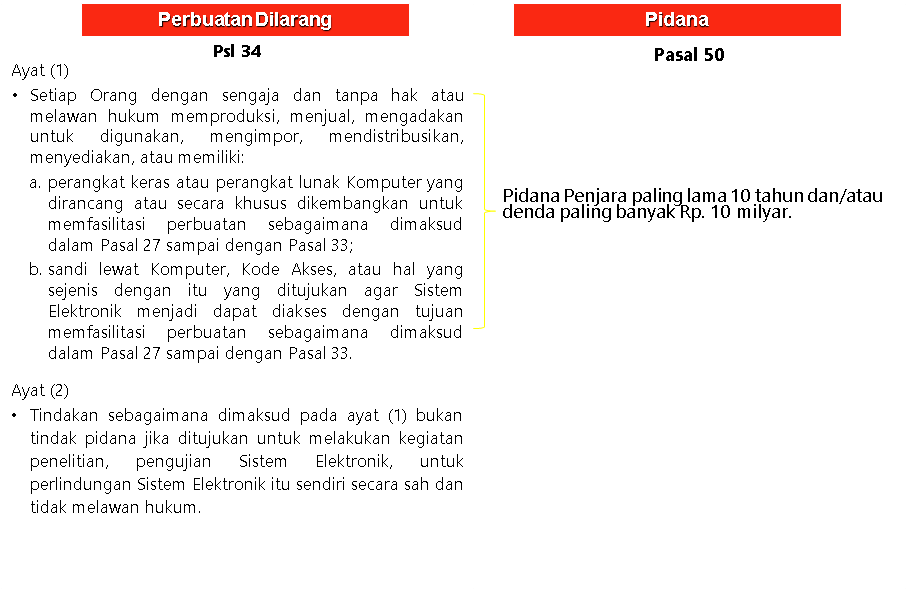 Perbuatan Dilarang
Psl 34
Ayat (1)
• Setiap Orang dengan sengaja dan tanpa hak atau
melawan hukum memproduksi, menjual, mengadakan
untuk digunakan, mengimpor, mendistribusikan,
menyediakan, atau memiliki:
a. perangkat keras atau perangkat lunak Komputer yang
dirancang atau secara khusus dikembangkan untuk
memfasilitasi perbuatan sebagaimana dimaksud
dalam Pasal 27 sampai dengan Pasal 33;
b. sandi lewat Komputer, Kode Akses, atau hal yang
sejenis dengan itu yang ditujukan agar Sistem
Elektronik menjadi dapat diakses dengan tujuan
memfasilitasi perbuatan sebagaimana dimaksud
dalam Pasal 27 sampai dengan Pasal 33.
Ayat (2)
• Tindakan sebagaimana dimaksud pada ayat (1) bukan
tindak pidana jika ditujukan untuk melakukan kegiatan
penelitian, pengujian Sistem Elektronik, untuk
perlindungan Sistem Elektronik itu sendiri secara sah dan
tidak melawan hukum.
Pidana
Pasal 50
Pidana Penjara paling lama 10 tahun dan/atau
denda paling banyak Rp. 10 milyar.